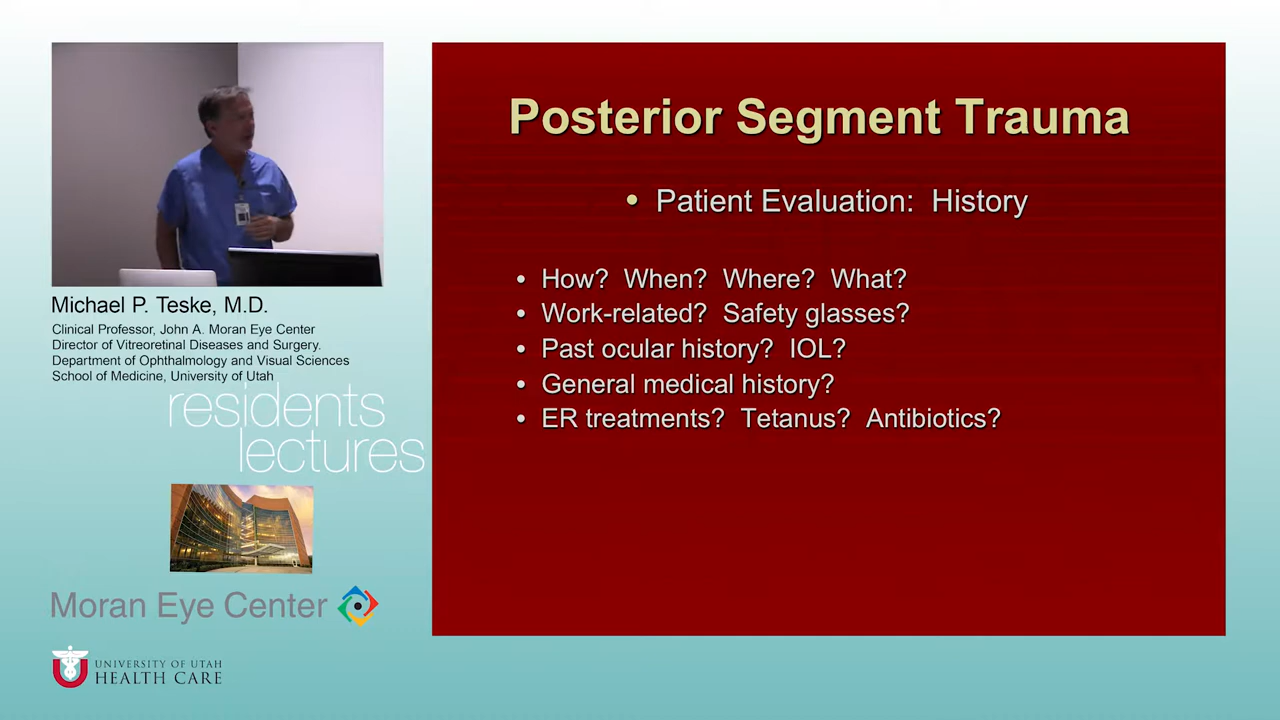 Michael P. Teske, M.D.
Clinical Professor, John A. Moran Eye Center
Director of Vitreoretinal Diseases and Surgery.
Department of Ophthalmology and Visual Sciences
School of Medicine, University of Utah
residents
lectures
Moran Eye Center
UNIVERSITY OF UTAH
HEALTH CARE
Posterior Segment Trauma
• Patient Evaluation: History
• How? When? Where? What?
• Work-related? Safety glasses?
• Past ocular history? IOL?
• General medical history?
• ER treatments? Tetanus? Antibiotics?